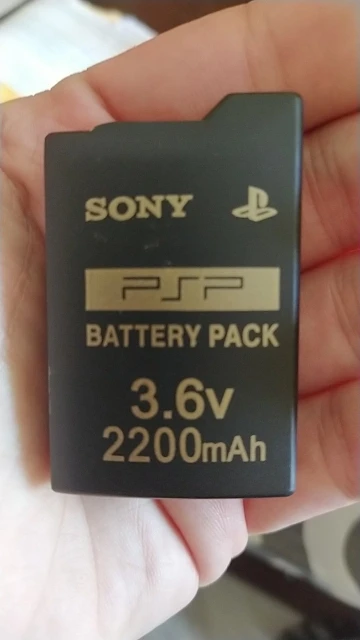 SONY
PSP
BATTERY PACK
3.6v
2200mAh